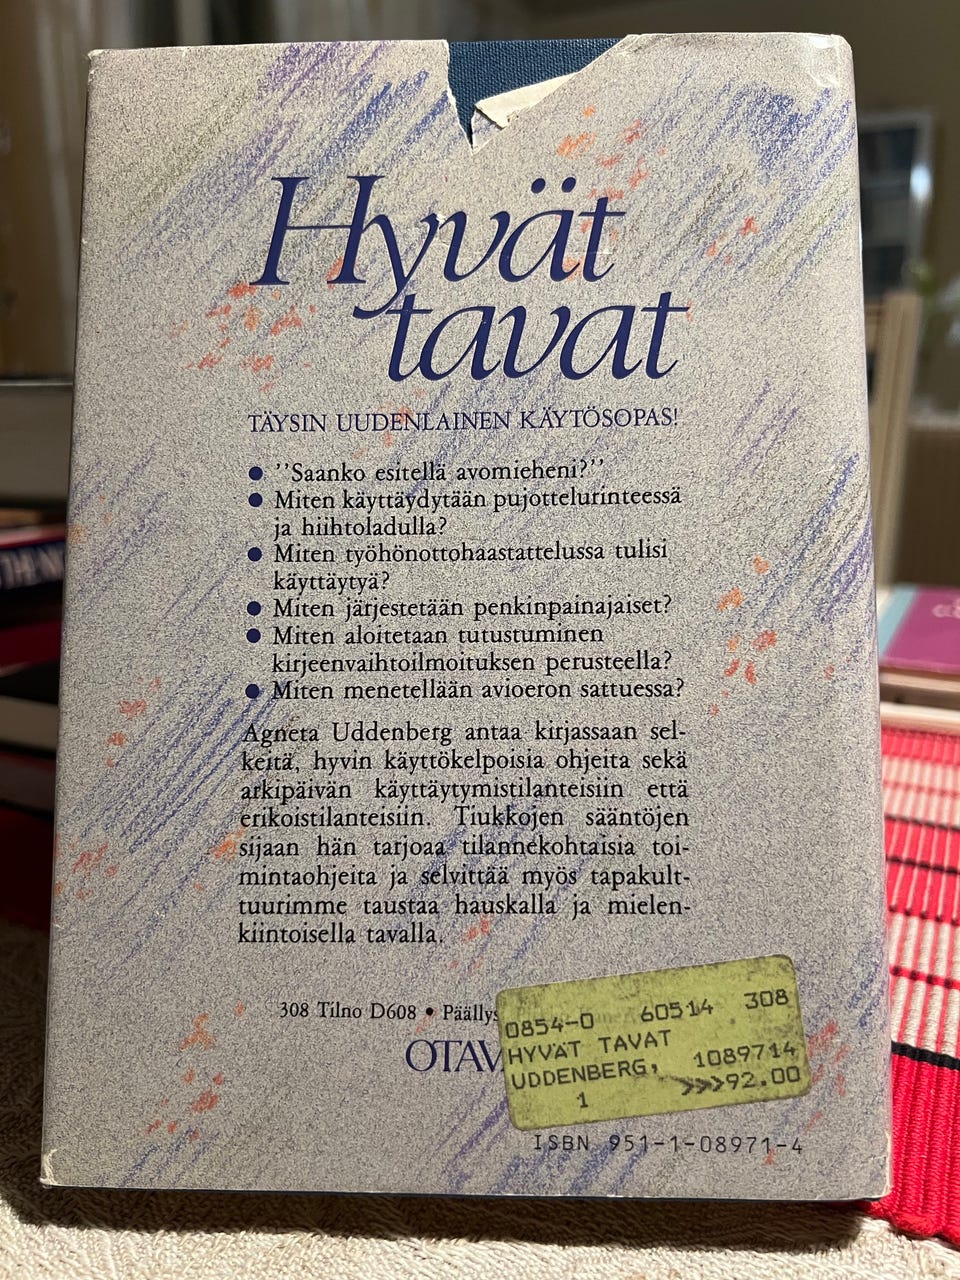 Hyvät
tavat
TÄYSIN UUDENLAINEN KÄYTÖSOPAS!
● ''Saanko esitellä avomieheni?''
● Miten käyttäydytään pujottelurinteessä
ja hiihtoladulla?
● Miten työhönottohaastattelussa tulisi
käyttäytyä?
● Miten järjestetään penkinpainajaiset?
● Miten aloitetaan tutustuminen
kirjeenvaihtoilmoituksen perusteella?
● Miten menetellään avioeron sattuessa?
Agneta Uddenberg antaa kirjassaan sel-
keitä, hyvin käyttökelpoisia ohjeita sekä
arkipäivän käyttäytymistilanteisiin että
erikoistilanteisiin. Tiukkojen sääntöjen
sijaan hän tarjoaa tilannekohtaisia toi-
mintaohjeita ja selvittää myös tapakult-
tuurimme taustaa hauskalla ja mielen-
kiintoisella tavalla.
308 Tilno D608 • Päällys
OTAV
0854-0 60514 308
HYVÄT TAVAT
UDDENBERG, 1089714
1 >>>92.00
ISBN 951-1-08971-4